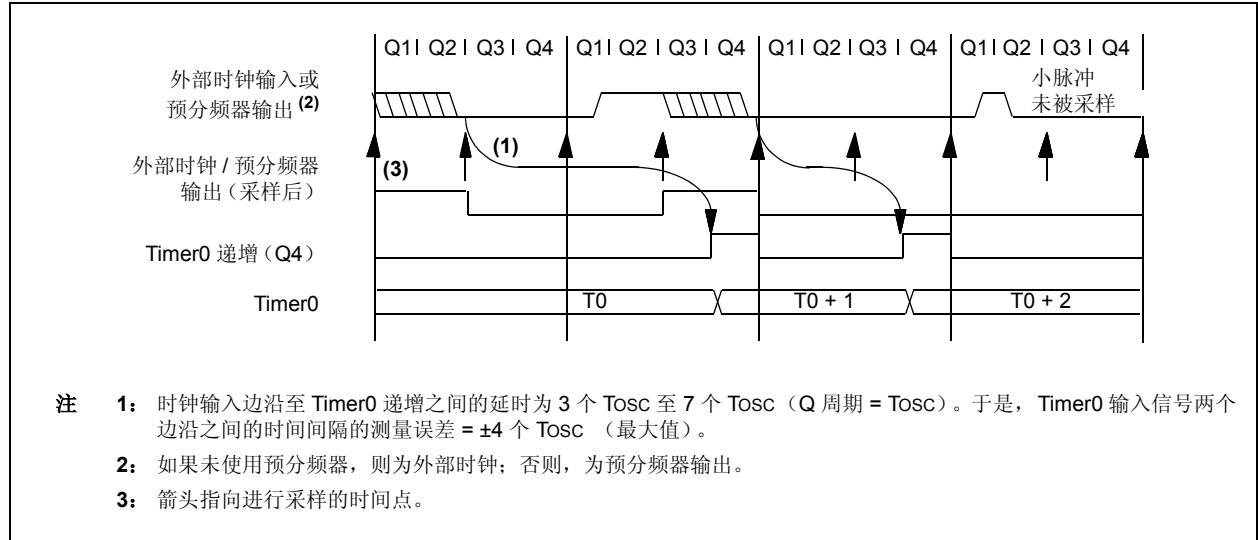 Q1 Q2 Q3 Q4 Q1 Q2 Q3 Q4 Q1 Q2 Q3 Q4 Q1 Q2 Q3 Q4
外部时钟输入或
预分频器输出 (2)
小脉冲
未被采样
(1)
(3)
外部时钟 / 预分频器
输出（采样后）
Timer0 递增（Q4）
Timer0
T0
T0 + 1
T0 + 2
注 1： 时钟输入边沿至 Timer0 递增之间的延时为 3 个 Tosc 至 7 个 Tosc （Q 周期 = Tosc）。于是， Timer0 输入信号两个
边沿之间的时间间隔的测量误差 = ±4 个 Tosc （最大值）。
2： 如果未使用预分频器，则为外部时钟；否则，为预分频器输出。
3： 箭头指向进行采样的时间点。